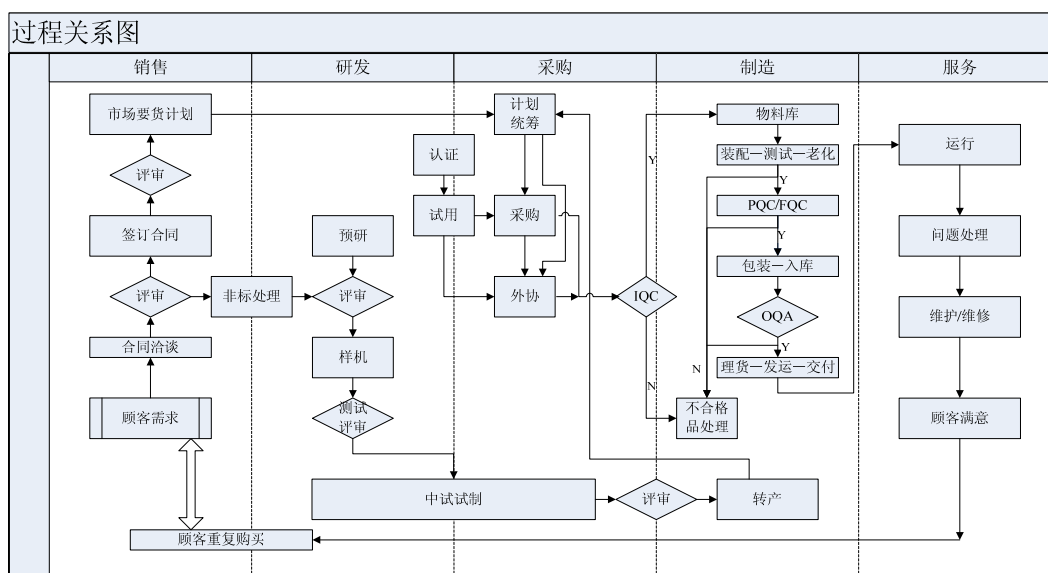 过程关系图
销售
研发
采购
制造
服务
市场要货计划
评审
签订合同
评审
合同洽谈
顾客需求
顾客重复购买
非标处理
预研
评审
样机
测试
评审
中试试制
认证
试用
计划
统筹
采购
外协
IQC
Y
N
评审
物料库
装配—测试—老化
Y
PQC/FQC
Y
包装—入库
OQA
Y
N
理货—发运—交付
不合格
品处理
转产
运行
问题处理
维护/维修
顾客满意